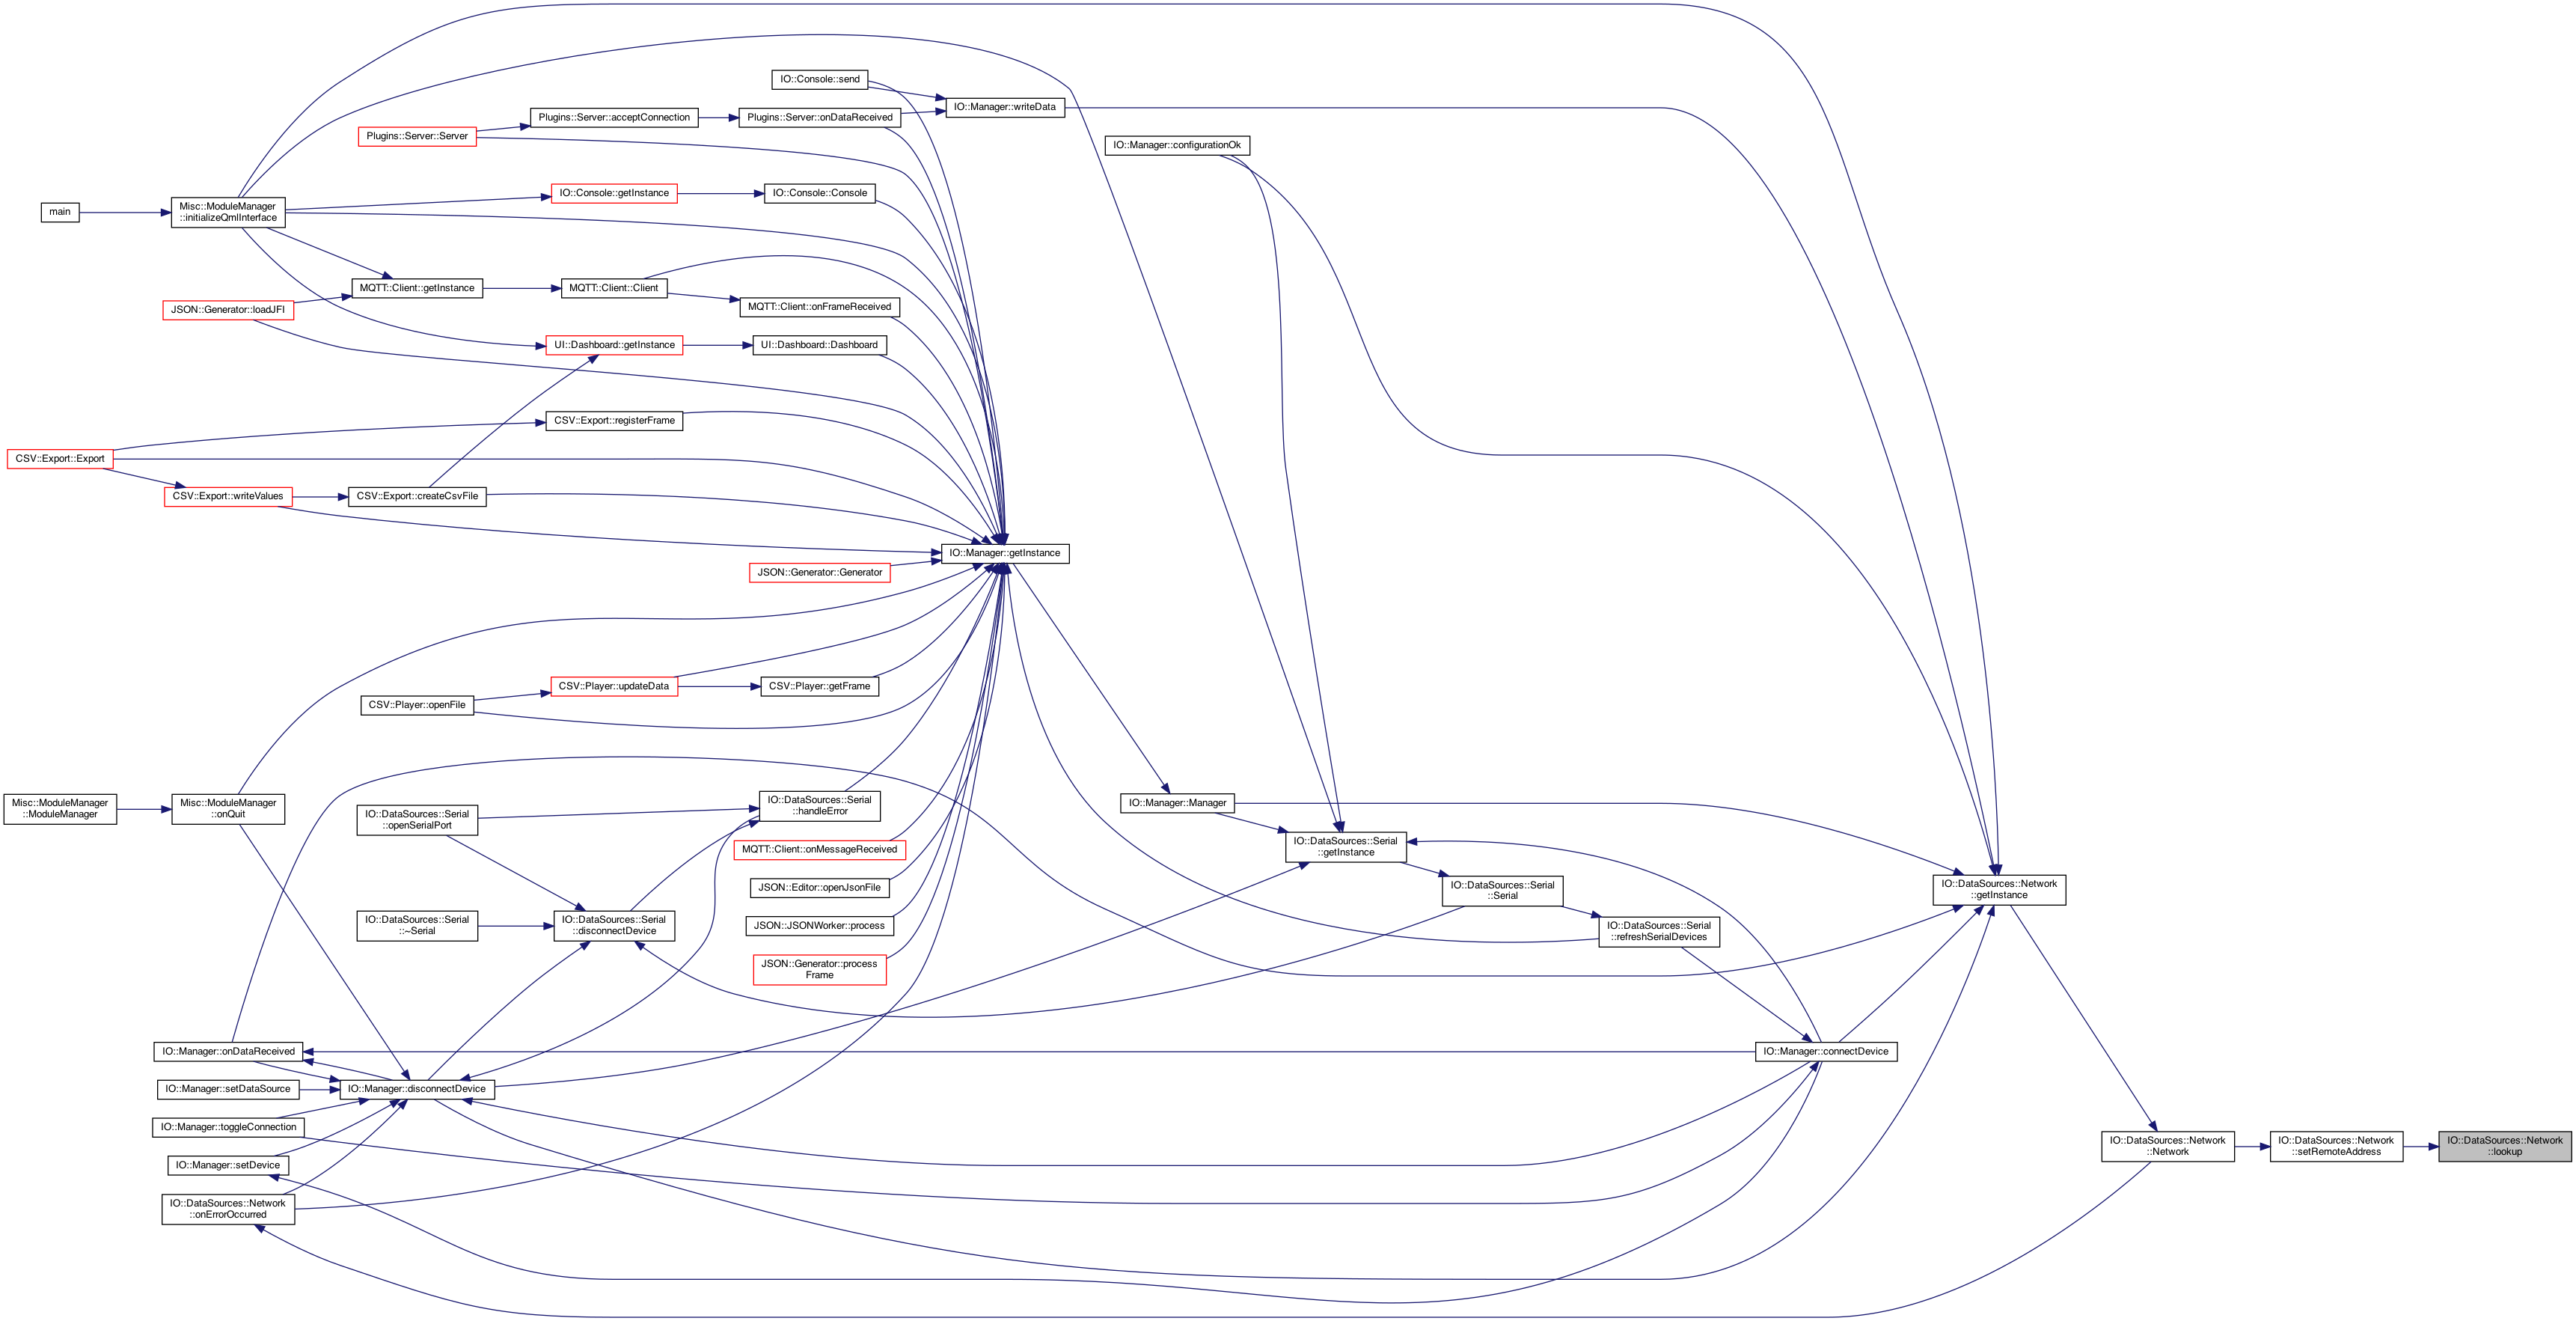 IO::Console::send
IO::Manager::writeData
Plugins::Server::acceptConnection
Plugins::Server::onDataReceived
Plugins::Server::Server
IO::Manager::configurationOk
IO::Console::getInstance
IO::Console::Console
main
Misc::ModuleManager
::initializeQmlInterface
MQTT::Client::getInstance
MQTT::Client::Client
JSON::Generator::loadJFI
MQTT::Client::onFrameReceived
UI::Dashboard::getInstance
UI::Dashboard::Dashboard
CSV::Export::registerFrame
CSV::Export::Export
CSV::Export::writeValues
CSV::Export::createCsvFile
IO::Manager::getInstance
JSON::Generator::Generator
CSV::Player::updateData
CSV::Player::getFrame
CSV::Player::openFile
Misc::ModuleManager
::ModuleManager
Misc::ModuleManager
::onQuit
IO::DataSources::Serial
::openSerialPort
IO::DataSources::Serial
::handleError
IO::Manager::Manager
IO::DataSources::Serial
::getInstance
MQTT::Client::onMessageReceived
JSON::Editor::openJsonFile
IO::DataSources::Serial
::Serial
IO::DataSources::Network
::getInstance
IO::DataSources::Serial
::~Serial
IO::DataSources::Serial
::disconnectDevice
JSON::JSONWorker::process
IO::DataSources::Serial
::refreshSerialDevices
JSON::Generator::process
Frame
IO::Manager::onDataReceived
IO::Manager::connectDevice
IO::Manager::setDataSource
IO::Manager::disconnectDevice
IO::Manager::toggleConnection
IO::DataSources::Network
::Network
IO::DataSources::Network
::setRemoteAddress
IO::DataSources::Network
::lookup
IO::Manager::setDevice
IO::DataSources::Network
::onErrorOccurred